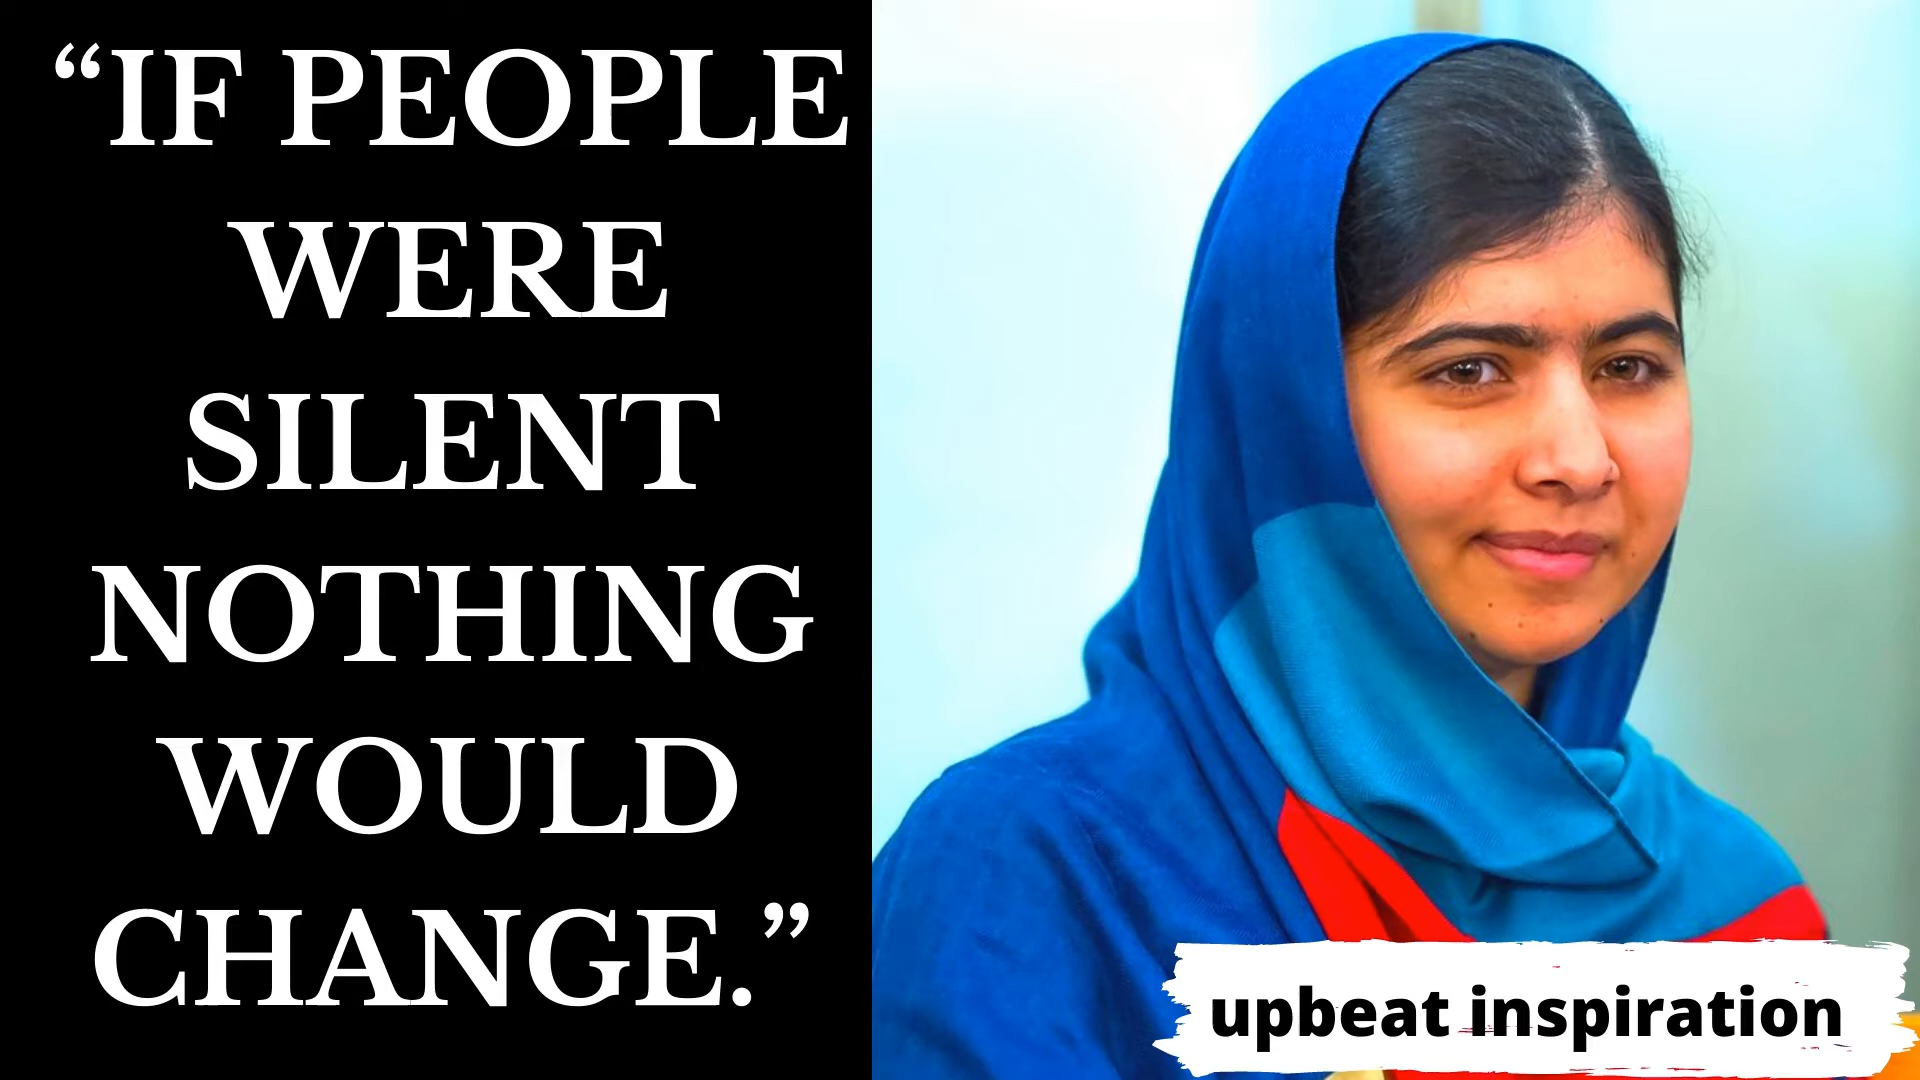 “IF PEOPLE
WERE
SILENT
NOTHING
WOULD
CHANGE.”
upbeat inspiration